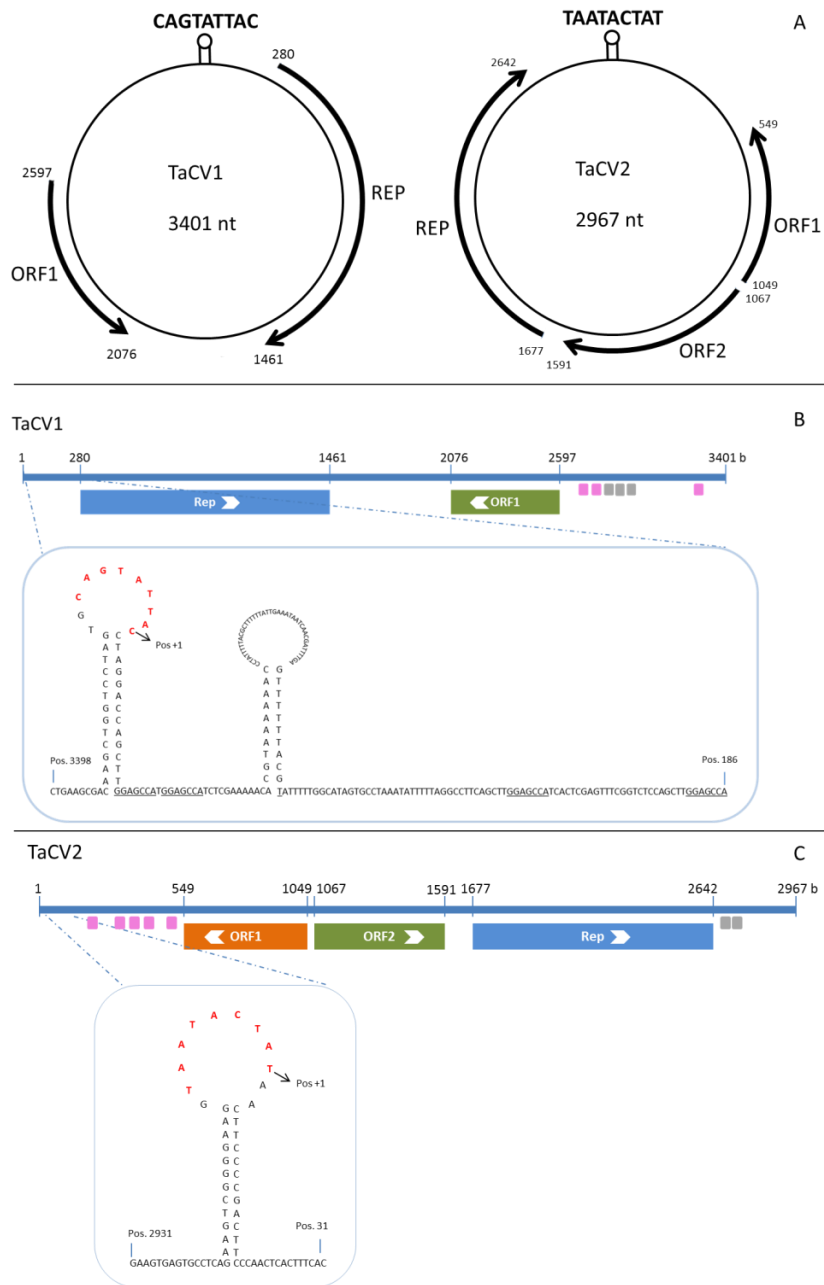 A
CAGTATTAC
TAATACTAT
280
2642
549
2597
TaCV1
3401 nt
REP
ORF1
2076
1461
TaCV2
2967 nt
REP
ORF1
1049
1067
1677
1591
ORF2
TaCV1
B
1 280 1461 2076 2597 3401 b
Rep
ORF1
C A G T A T T A C
G
T
Pos +1
G C
A T
T A
C G
C G
T A
G C
G C
T A
C G
G C
A T
A T
C G
A T
A T
A T
A T
A T
A T
T A
G C
C G
Pos. 3398
Pos. 186
CTGAAGCGAC GGAGCCATGGAGCCATCTCGAAAAACA TATTTTTGGCATAGTGCCTAAATATTTTTAGGCCTTCAGCTTGGAGCCATCACTCGAGTTTCGGTCTCCAGCTTGGAGCCA
TaCV2
C
1 549 1049 1067 1591 1677 2642 2967 b
ORF1
ORF2
Rep
T A A T A C T A T
G
A
A
Pos +1
Pos. 2931
Pos. 31
GAAGTGAGTGCCTCAG CCCAACTCACTTTCAC